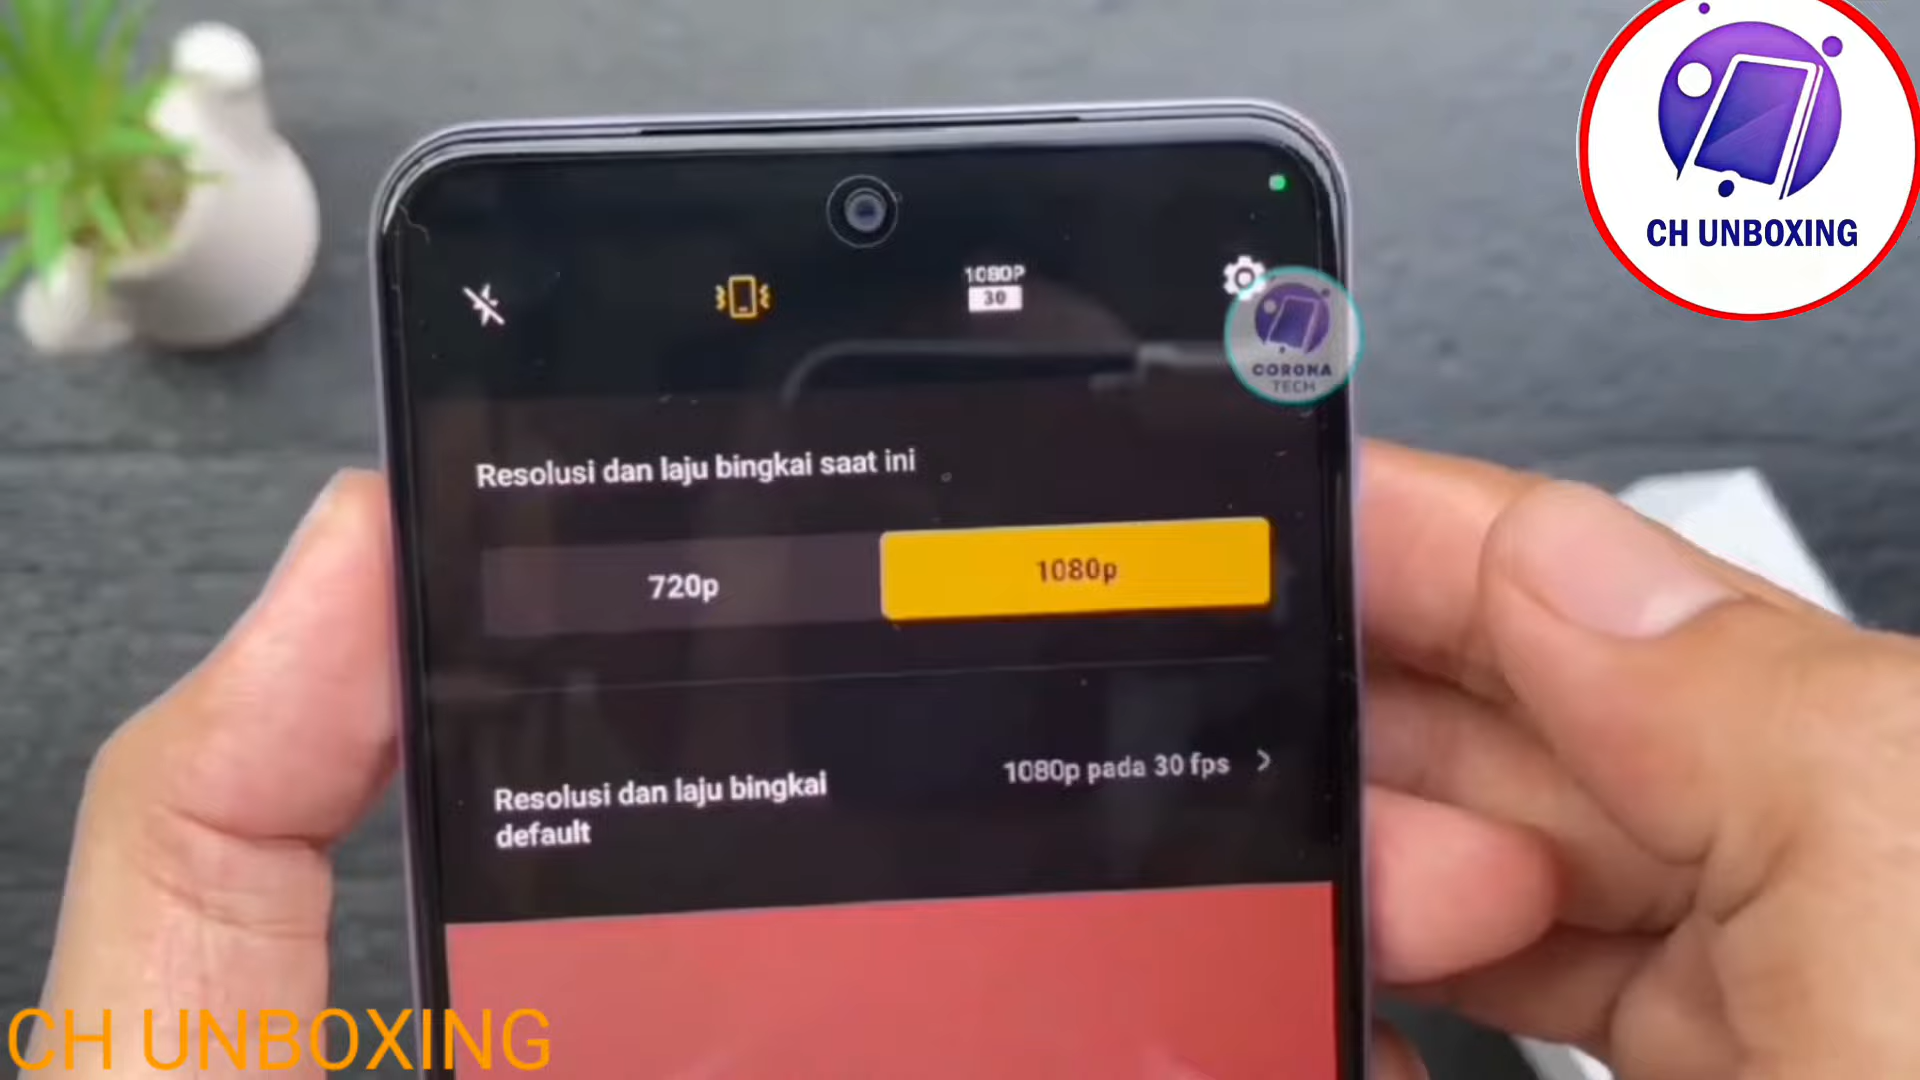 CH UNBOXING
1080P
30
CORONA
TECH
Resolusi dan laju bingkai saat ini
720p
1080p
Resolusi dan laju bingkai
default
1080p pada 30 fps
CH UNBOXING